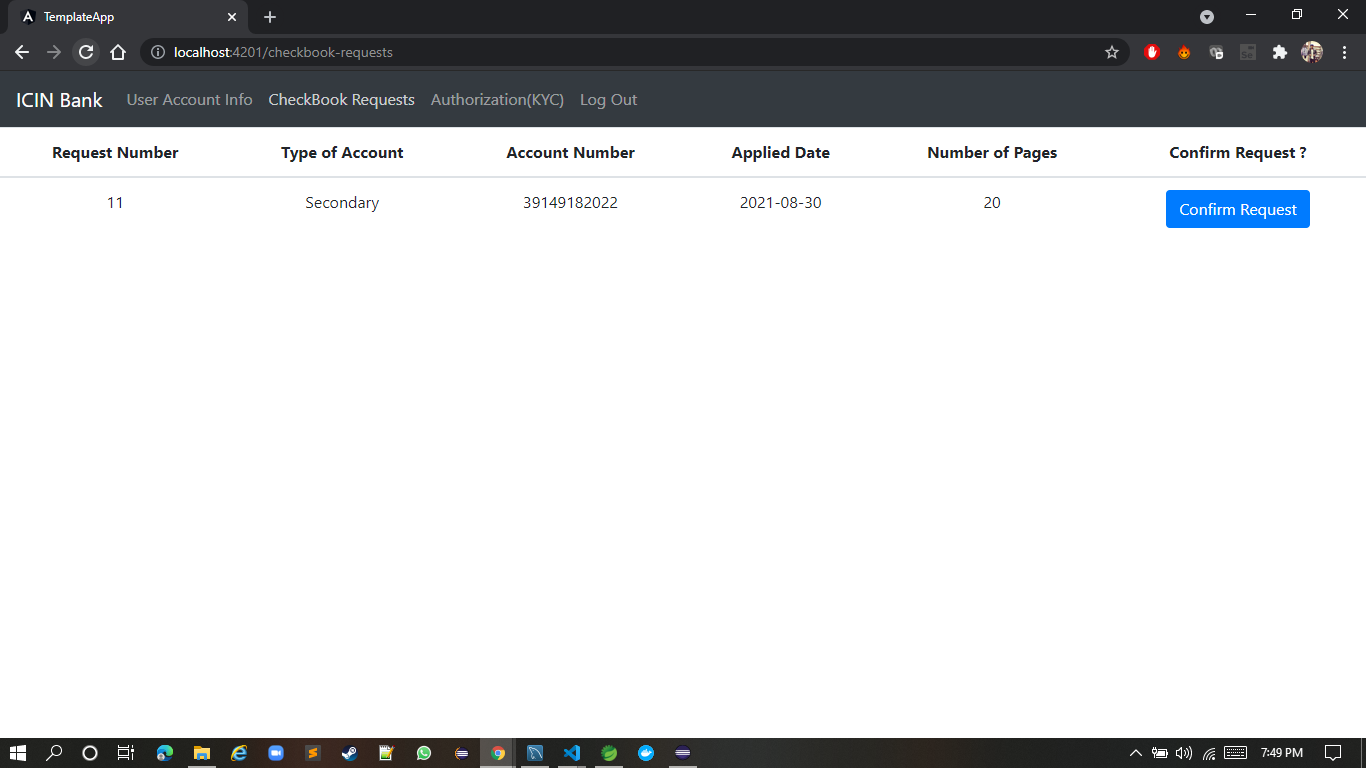 TemplateApp
localhost:4201/checkbook-requests
ICIN Bank User Account Info CheckBook Requests Authorization(KYC) Log Out
Request Number Type of Account Account Number Applied Date Number of Pages Confirm Request ?
11 Secondary 39149182022 2021-08-30 20 Confirm Request
7:49 PM